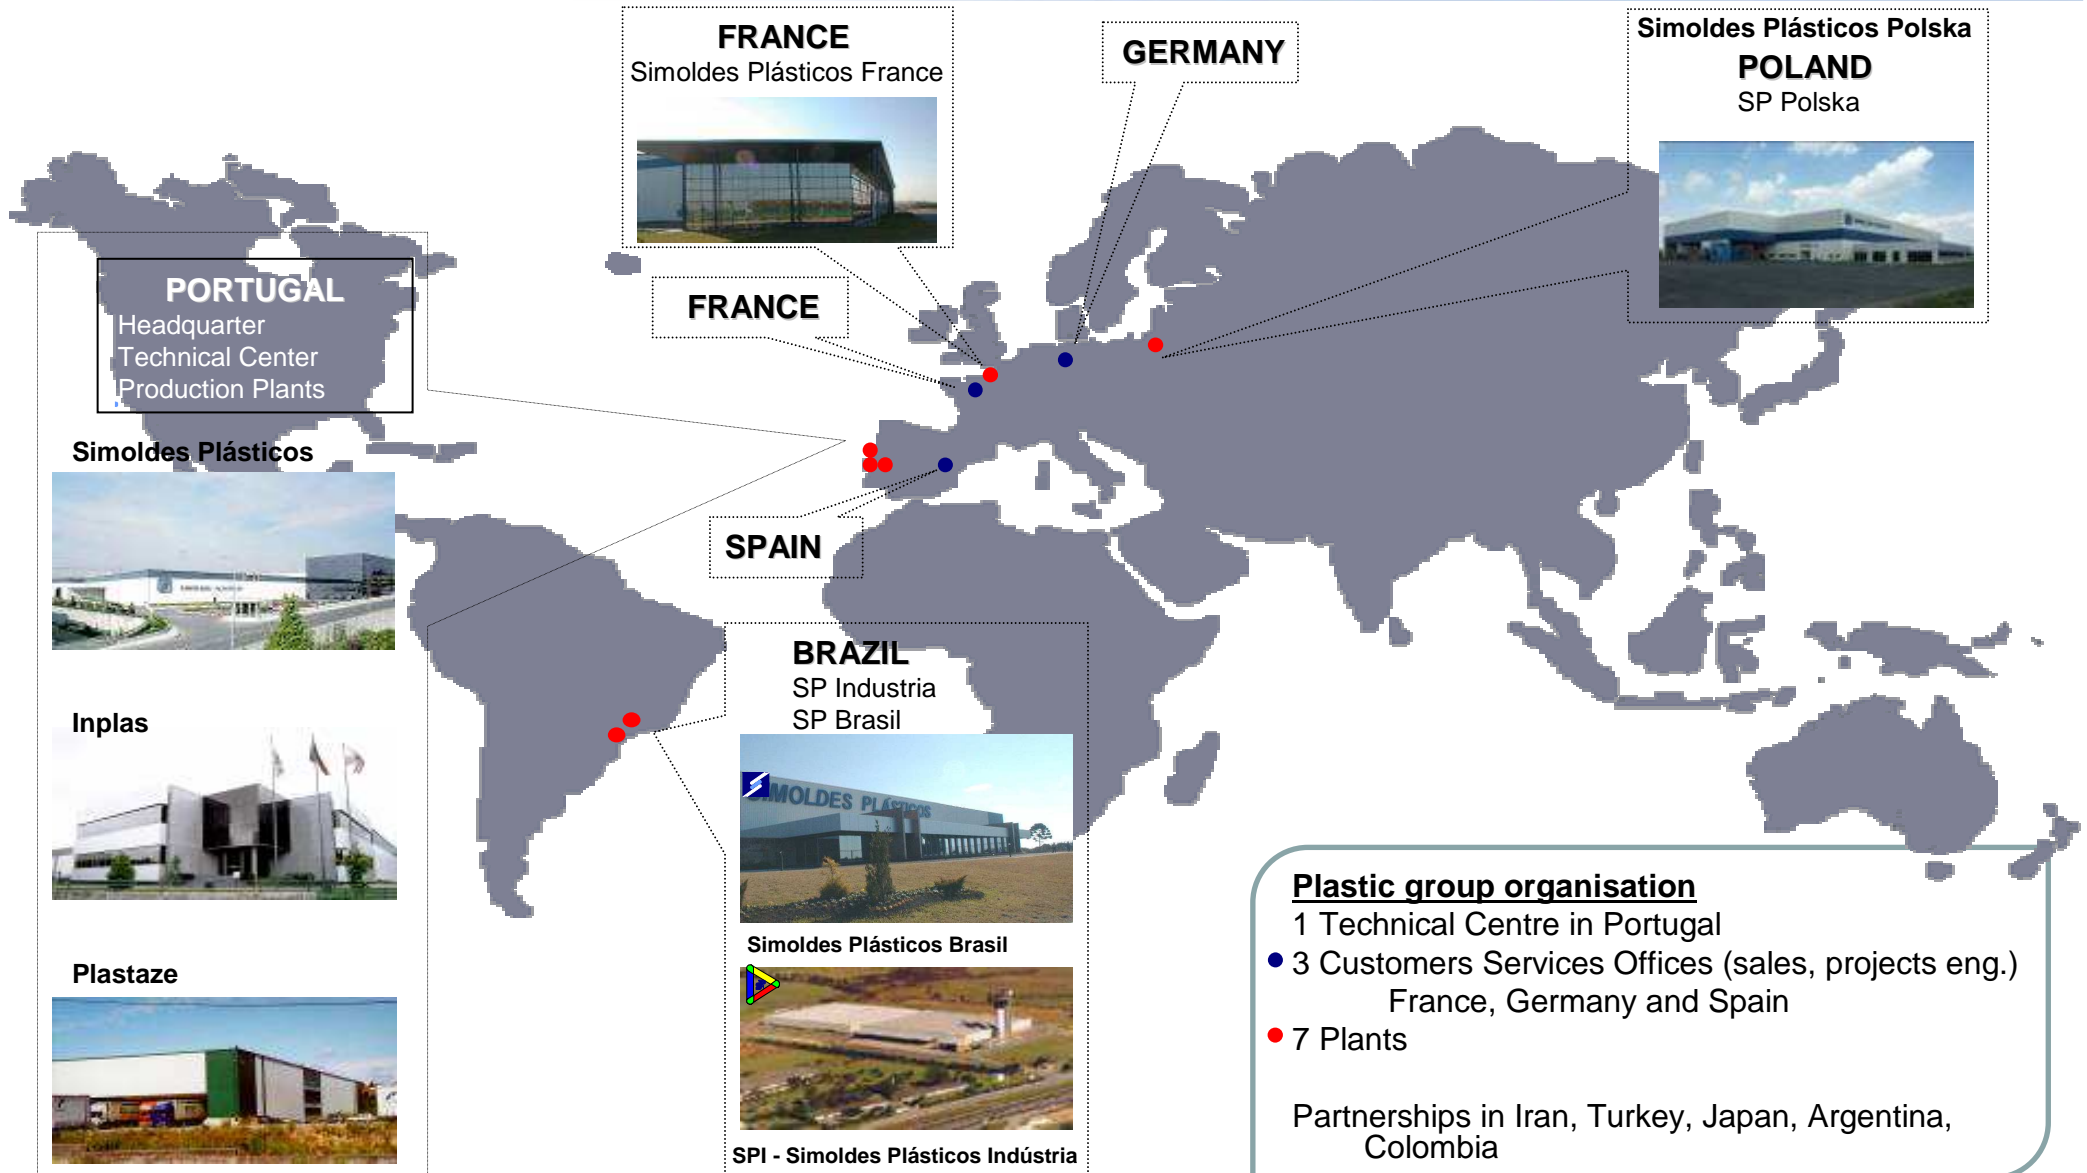 FRANCE
Simoldes Plásticos France
GERMANY
Simoldes Plásticos Polska
POLAND
SP Polska
PORTUGAL
Headquarter
Technical Center
Production Plants
FRANCE
Simoldes Plásticos
SPAIN
Inplas
Plastaze
BRAZIL
SP Industria
SP Brasil
SIMOLDES PLÁSTICOS
Simoldes Plásticos Brasil
SPI - Simoldes Plásticos Indústria
Plastic group organisation
1 Technical Centre in Portugal
3 Customers Services Offices (sales, projects eng.)
France, Germany and Spain
7 Plants
Partnerships in Iran, Turkey, Japan, Argentina,
Colombia